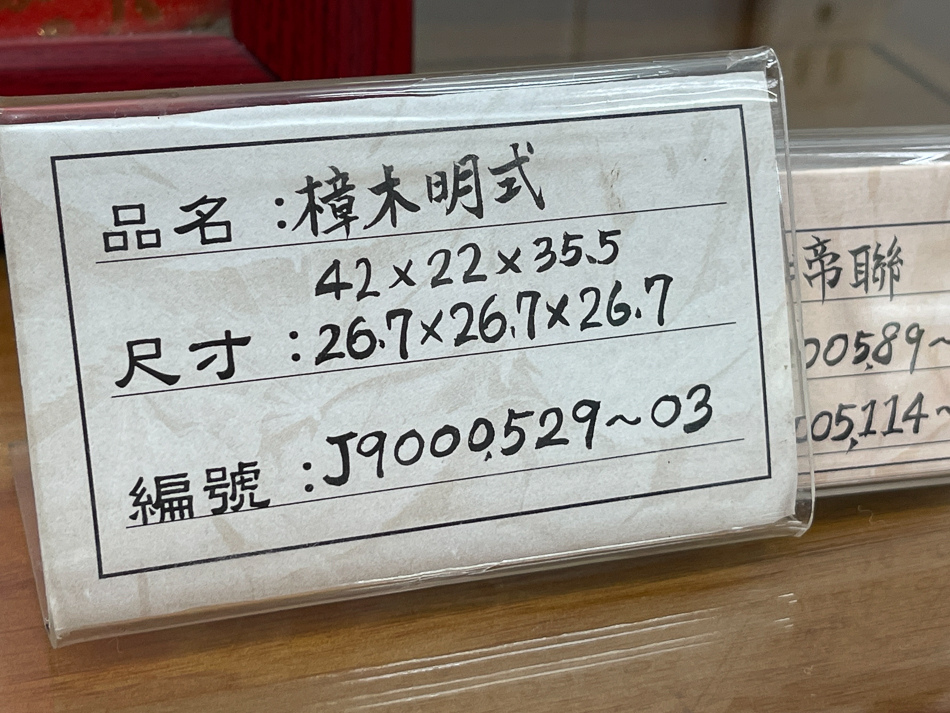 品名：樟木明式
42×22×35.5
尺寸：26.7×26.7×26.7
編號：J9000,529~03
帝聯
005,89~
05,114~